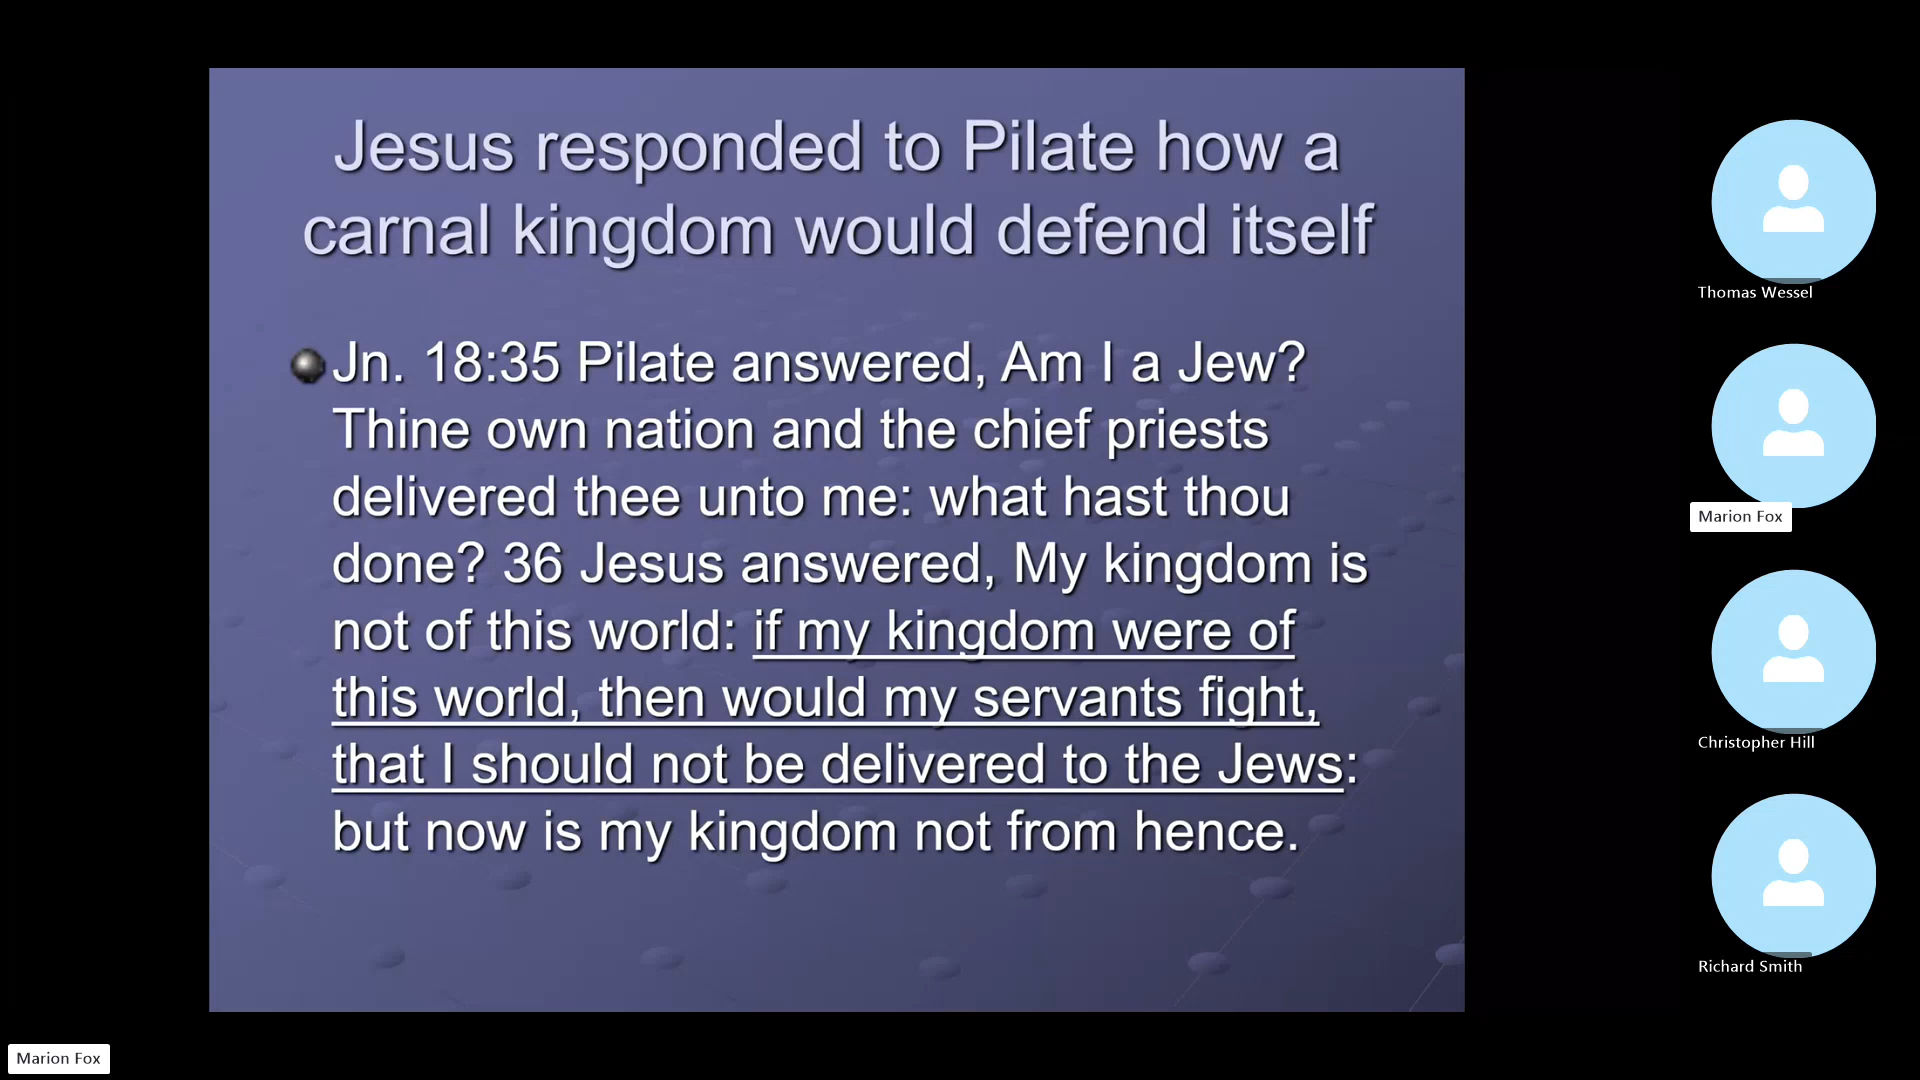 Jesus responded to Pilate how a
carnal kingdom would defend itself
Jn. 18:35 Pilate answered, Am I a Jew?
Thine own nation and the chief priests
delivered thee unto me: what hast thou
done? 36 Jesus answered, My kingdom is
not of this world: if my kingdom were of
this world, then would my servants fight,
that I should not be delivered to the Jews:
but now is my kingdom not from hence.
Thomas Wessel
Marion Fox
Christopher Hill
Richard Smith
Marion Fox